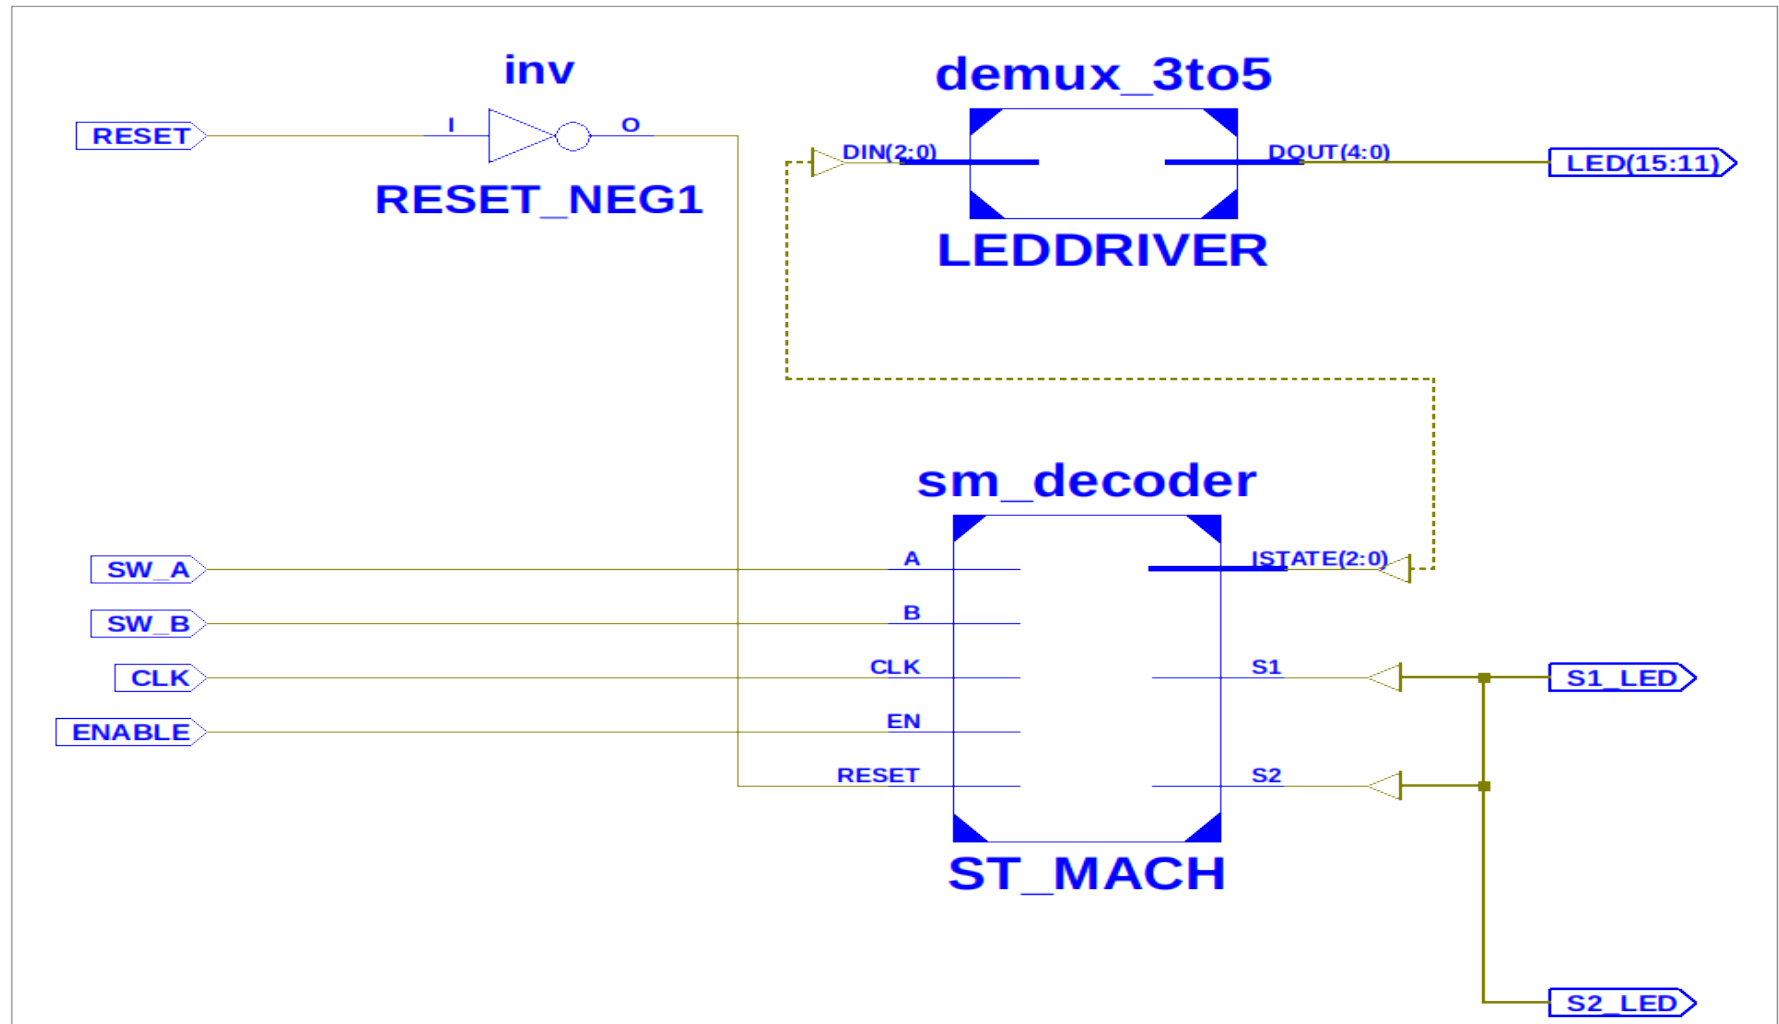 inv
demux_3to5
RESET
I
O
DIN(2:0)
DOUT(4:0)
LED(15:11)
RESET_NEG1
LEDDRIVER
sm_decoder
SW_A
A
ISTATE(2:0)
SW_B
B
CLK
CLK
S1
S1_LED
ENABLE
EN
RESET
S2
ST_MACH
S2_LED